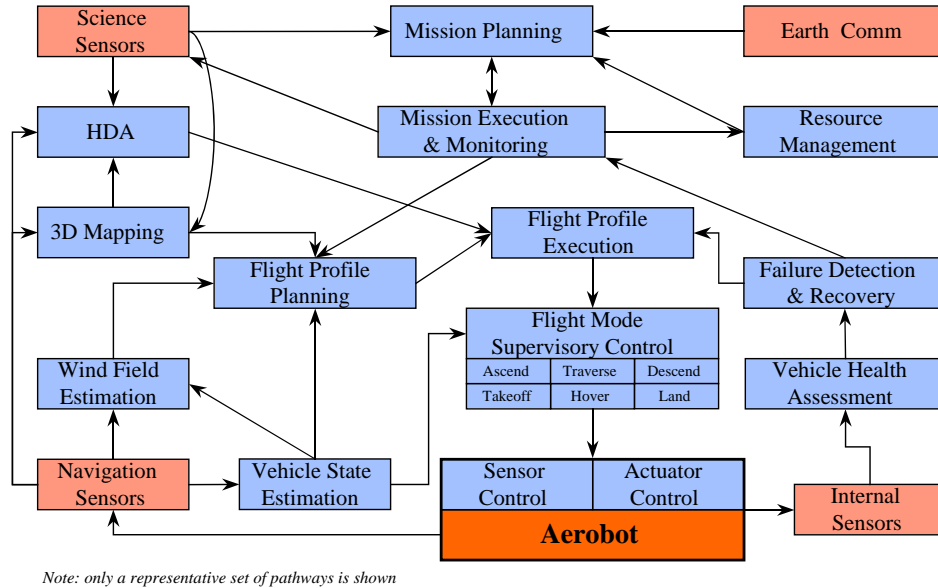 Science
Sensors
Mission Planning
Earth Comm
HDA
Mission Execution
& Monitoring
Resource
Management
3D Mapping
Flight Profile
Execution
Flight Profile
Planning
Failure Detection
& Recovery
Flight Mode
Supervisory Control
Ascend
Traverse
Descend
Takeoff
Hover
Land
Wind Field
Estimation
Vehicle Health
Assessment
Navigation
Sensors
Vehicle State
Estimation
Sensor
Control
Actuator
Control
Internal
Sensors
Aerobot
Note: only a representative set of pathways is shown